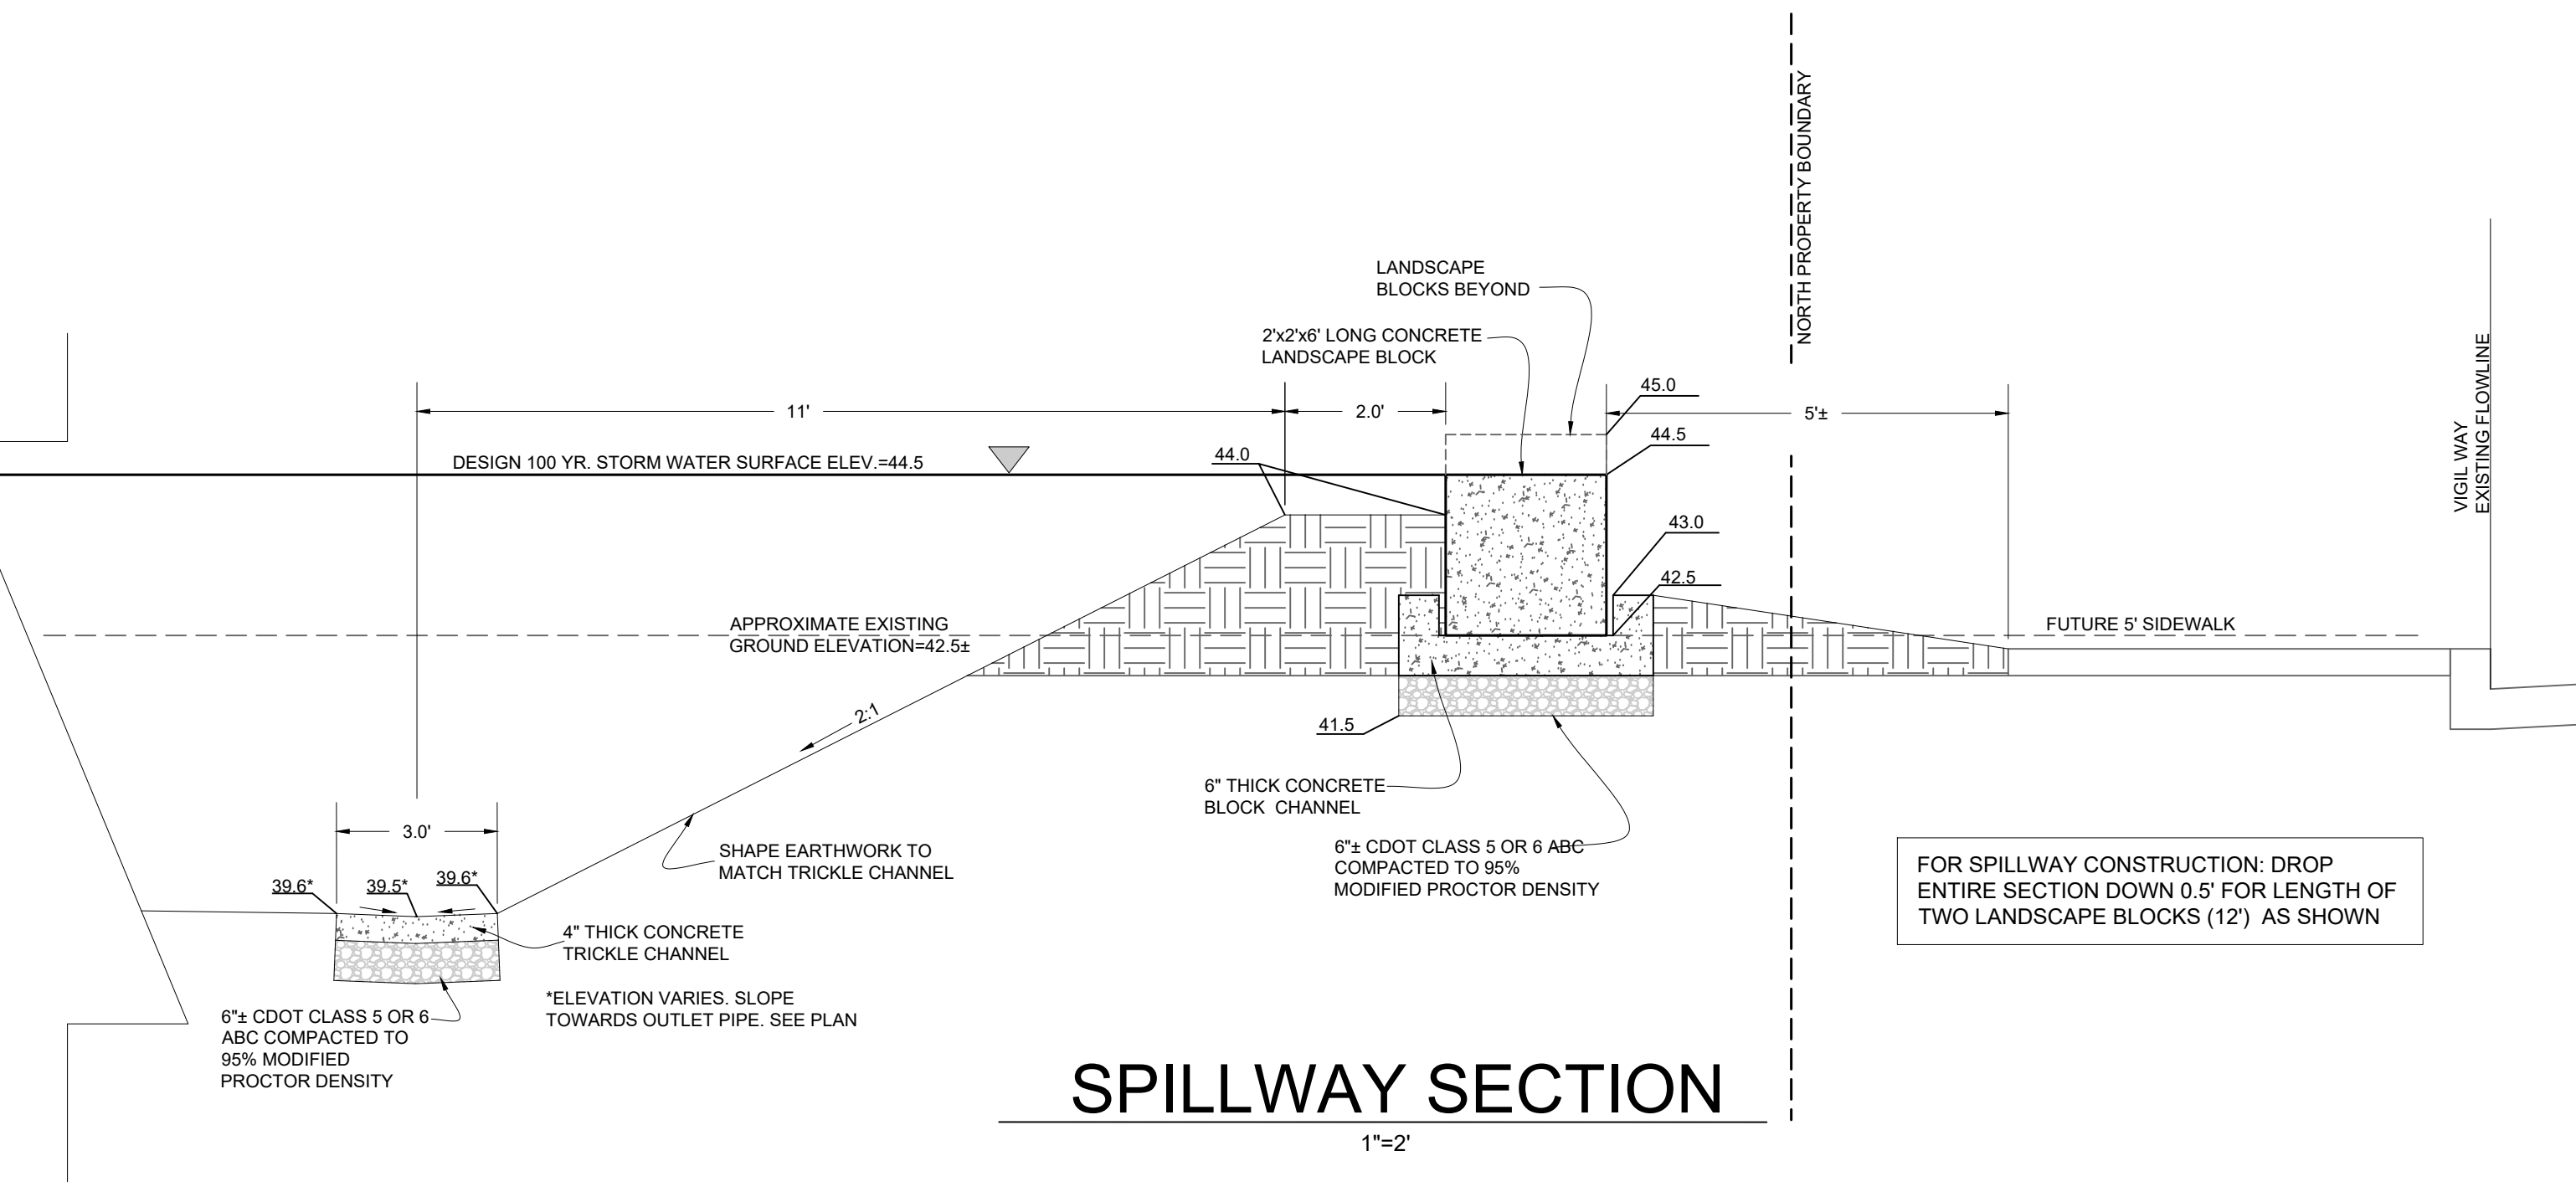 NORTH PROPERTY BOUNDARY
LANDSCAPE
BLOCKS BEYOND
2'x2'x6' LONG CONCRETE
LANDSCAPE BLOCK
VIGIL WAY
EXISTING FLOWLINE
45.0
11'
2.0'
5'±
44.5
DESIGN 100 YR. STORM WATER SURFACE ELEV.=44.5
44.0
43.0
42.5
APPROXIMATE EXISTING
GROUND ELEVATION=42.5±
FUTURE 5' SIDEWALK
2:1
41.5
6" THICK CONCRETE
BLOCK CHANNEL
3.0'
SHAPE EARTHWORK TO
MATCH TRICKLE CHANNEL
6"± CDOT CLASS 5 OR 6 ABC
COMPACTED TO 95%
MODIFIED PROCTOR DENSITY
FOR SPILLWAY CONSTRUCTION: DROP
ENTIRE SECTION DOWN 0.5' FOR LENGTH OF
TWO LANDSCAPE BLOCKS (12') AS SHOWN
39.6*
39.5*
39.6*
4" THICK CONCRETE
TRICKLE CHANNEL
*ELEVATION VARIES. SLOPE
TOWARDS OUTLET PIPE. SEE PLAN
6"± CDOT CLASS 5 OR 6
ABC COMPACTED TO
95% MODIFIED
PROCTOR DENSITY
SPILLWAY SECTION
1"=2'